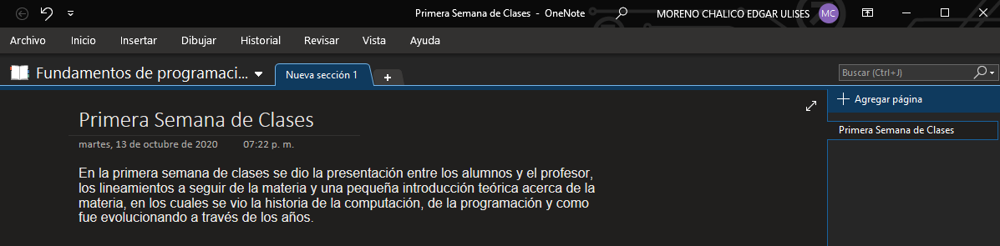 Primera Semana de Clases - OneNote
MORENO CHALICO EDGAR ULISES
MC
Archivo Inicio Insertar Dibujar Historial Revisar Vista Ayuda
Fundamentos de programaci...
Nueva sección 1
Buscar (Ctrl+J)
Agregar página
Primera Semana de Clases
Primera Semana de Clases
martes, 13 de octubre de 2020 07:22 p. m.
En la primera semana de clases se dio la presentación entre los alumnos y el profesor,
los lineamientos a seguir de la materia y una pequeña introducción teórica acerca de la
materia, en los cuales se vio la historia de la computación, de la programación y como
fue evolucionando a través de los años.